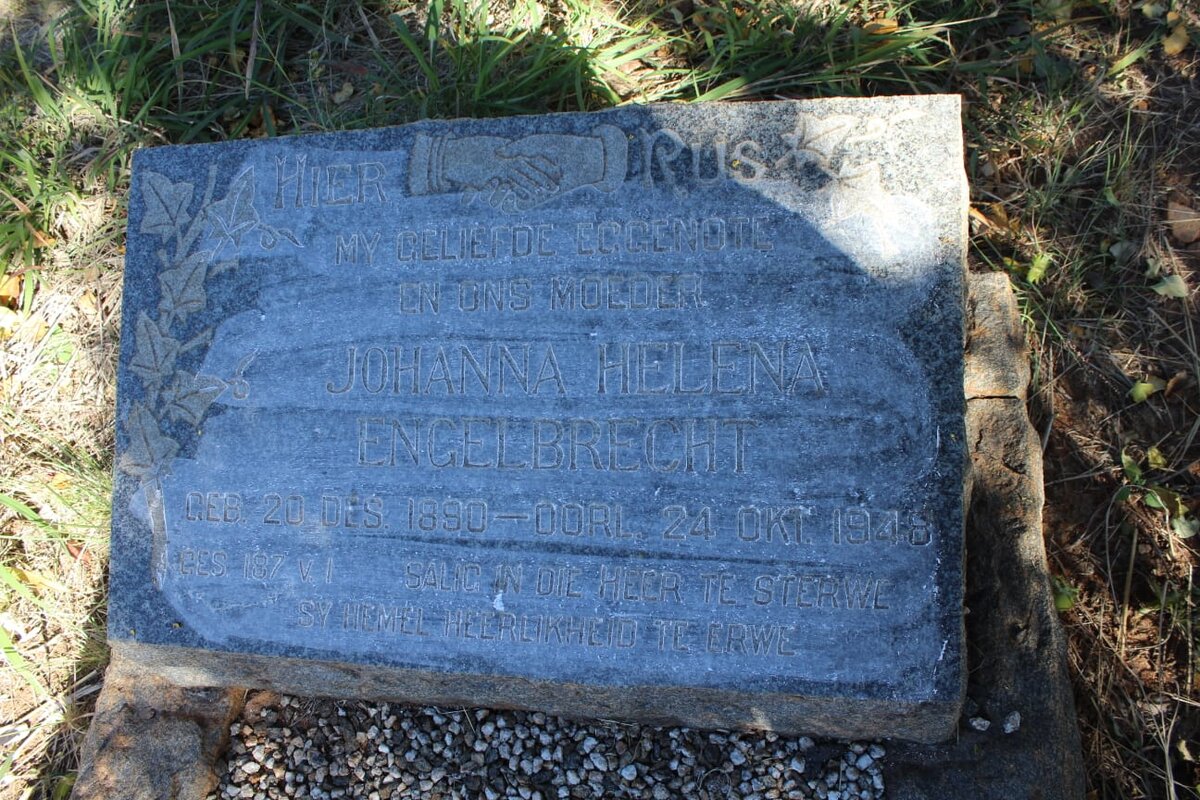 HIER RUS
MY GELIEFDE EGGENOTE
EN ONS MOEDER
JOHANNA HELENA
ENGELBRECHT
GEB. 20 DES. 1890—OORL. 24 OKT. 1948
GES 187 V. 1 SALIG IN DIE HEER TE STERWE
SY HEMEL HEERLIKHEID TE ERWE